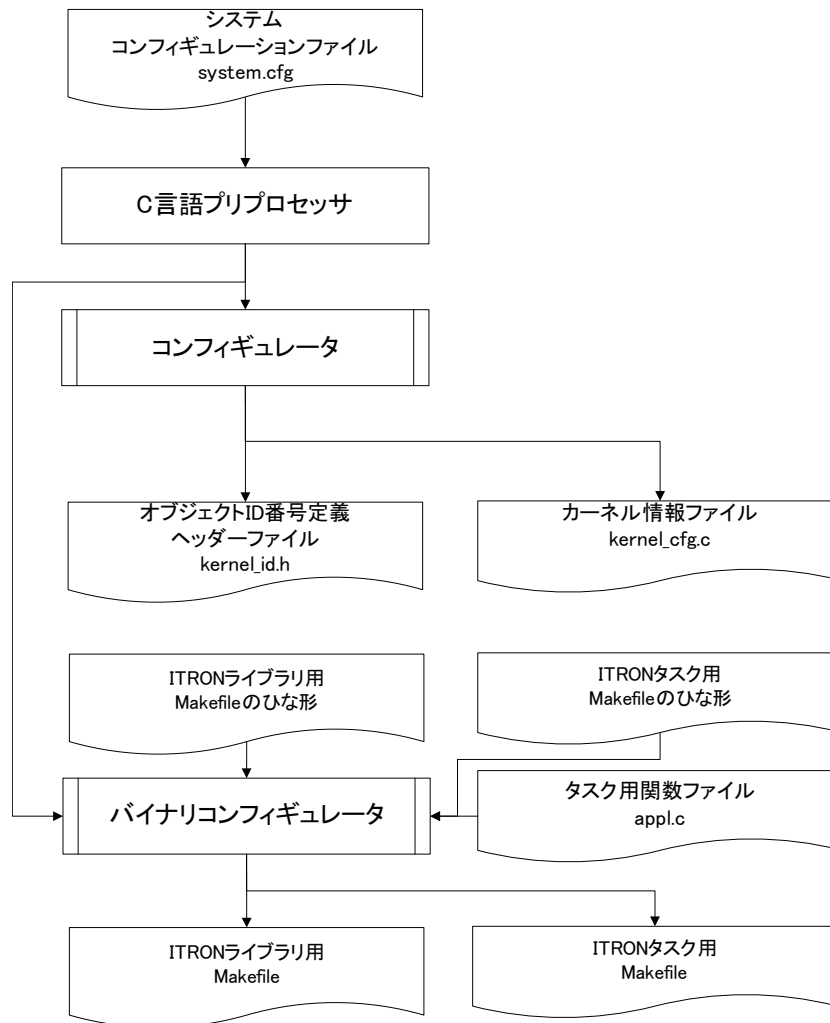 システム
コンフィギュレーションファイル
system.cfg
C言語プリプロセッサ
コンフィギュレータ
オブジェクトID番号定義
ヘッダーファイル
kernel_id.h
カーネル情報ファイル
kernel_cfg.c
ITRONライブラリ用
Makefileのひな形
ITRONタスク用
Makefileのひな形
バイナリコンフィギュレータ
タスク用関数ファイル
appl.c
ITRONライブラリ用
Makefile
ITRONタスク用
Makefile